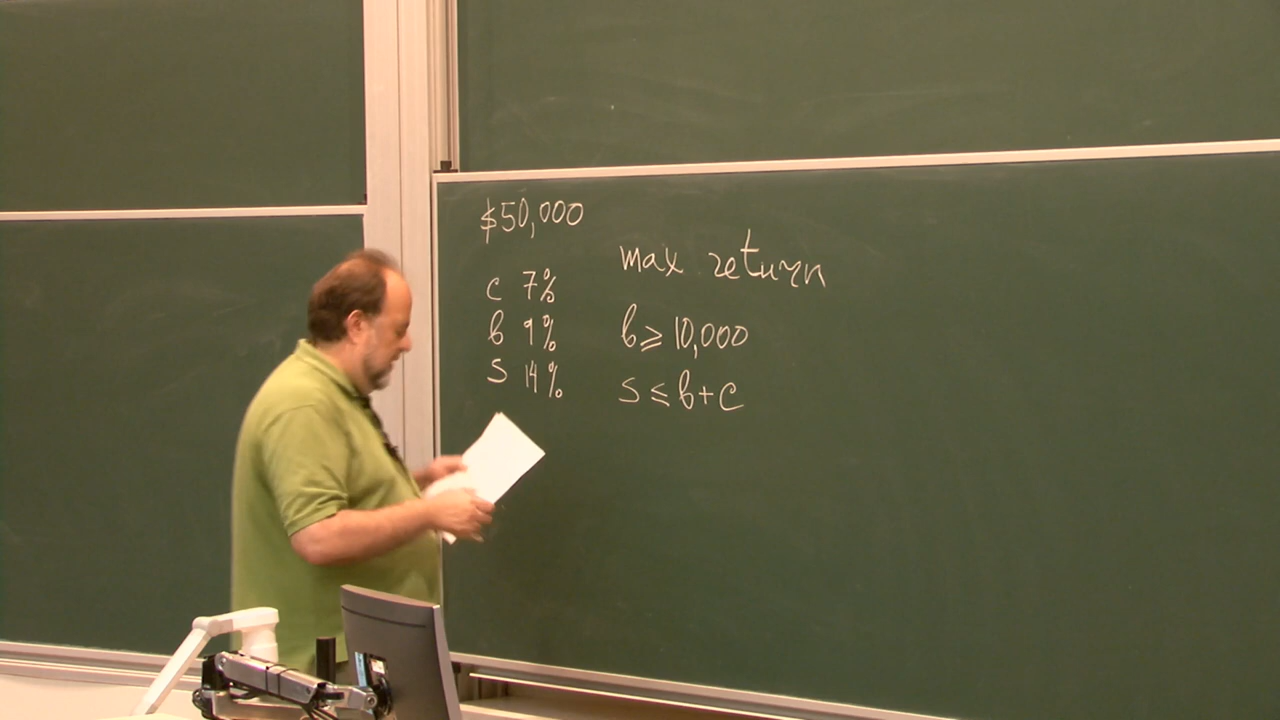 $50,000
c 7%
b 9%
s 14%
max return
b ≥ 10,000
s ≤ b+c